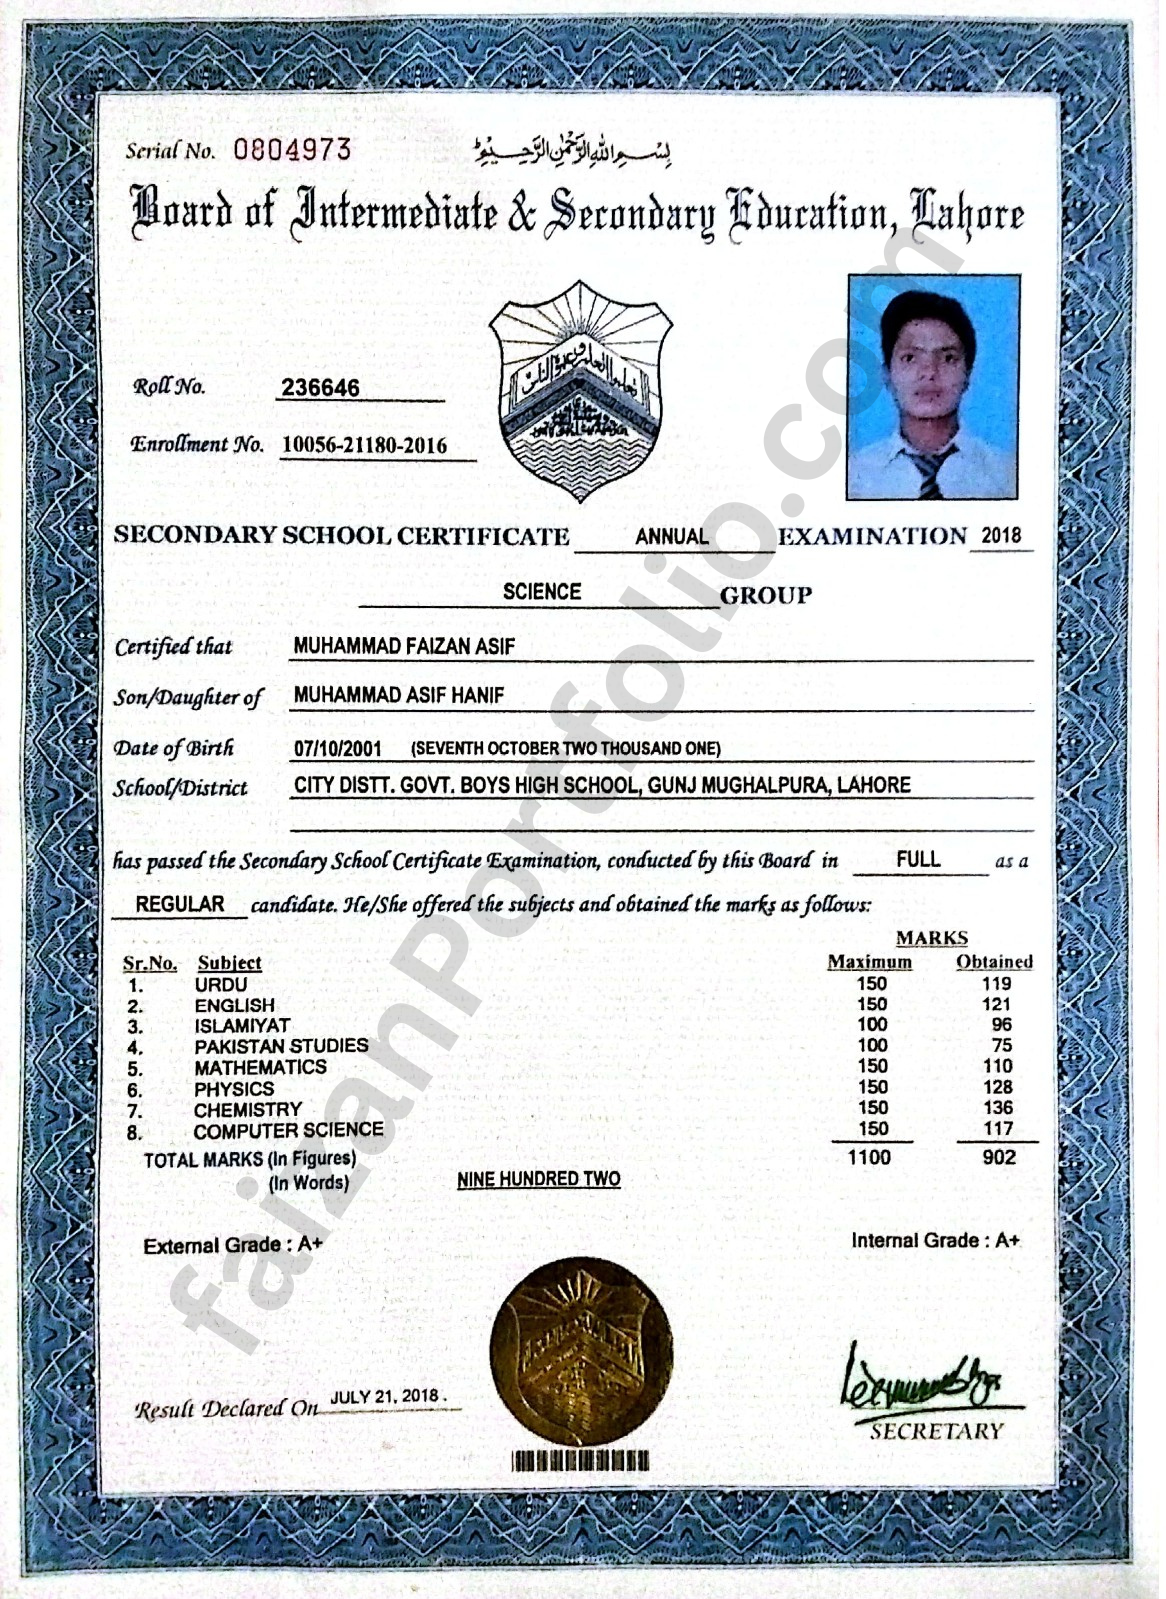 Serial No. 0804973
بِسْمِ اللهِ الرَّحْمٰنِ الرَّحِيْمِ
Board of Intermediate & Secondary Education, Lahore
Roll No. 236646
Enrollment No. 10056-21180-2016
SECONDARY SCHOOL CERTIFICATE ANNUAL EXAMINATION 2018
SCIENCE GROUP
Certified that MUHAMMAD FAIZAN ASIF
Son/Daughter of MUHAMMAD ASIF HANIF
Date of Birth 07/10/2001 (SEVENTH OCTOBER TWO THOUSAND ONE)
School/District CITY DISTT. GOVT. BOYS HIGH SCHOOL, GUNJ MUGHALPURA, LAHORE
has passed the Secondary School Certificate Examination, conducted by this Board in FULL as a
REGULAR candidate. He/She offered the subjects and obtained the marks as follows:
MARKS
Sr.No. Subject Maximum Obtained
1. URDU 150 119
2. ENGLISH 150 121
3. ISLAMIYAT 100 96
4. PAKISTAN STUDIES 100 75
5. MATHEMATICS 150 110
6. PHYSICS 150 128
7. CHEMISTRY 150 136
8. COMPUTER SCIENCE 150 117
TOTAL MARKS (In Figures) 1100 902
(In Words) NINE HUNDRED TWO
External Grade : A+ Internal Grade : A+
Result Declared On JULY 21, 2018.
SECRETARY
faizanPortfolio.com